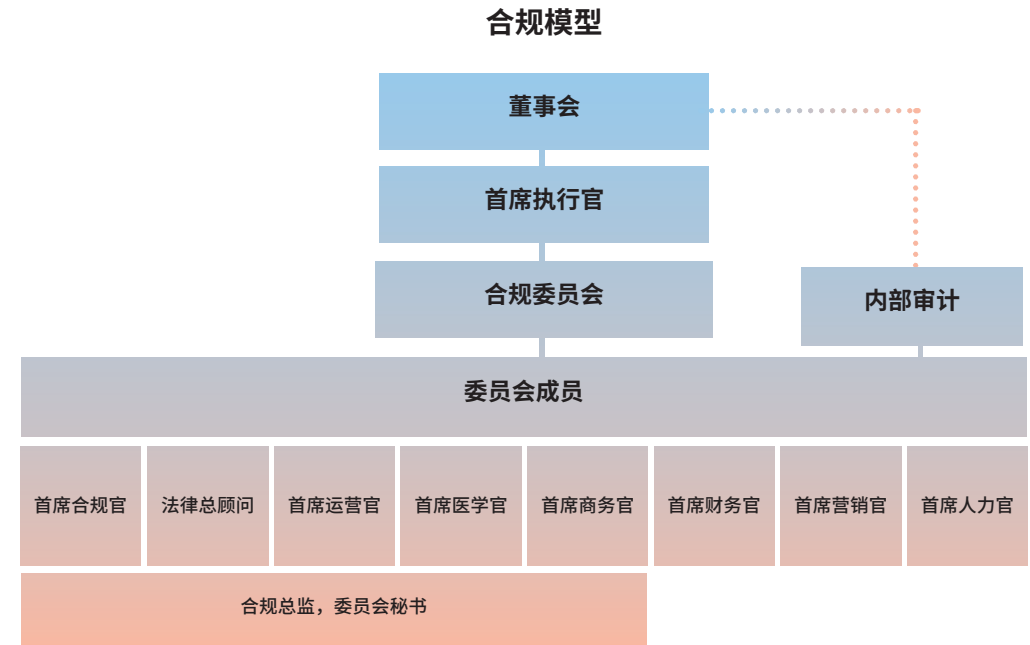 合规模型
董事会
首席执行官
合规委员会
内部审计
委员会成员
首席合规官
法律总顾问
首席运营官
首席医学官
首席商务官
首席财务官
首席营销官
首席人力官
合规总监，委员会秘书